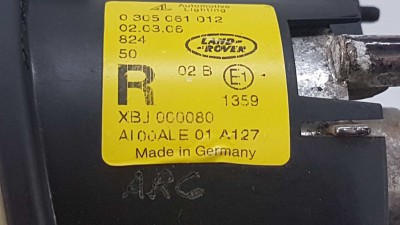 AL Automotive
Lighting
0 305 061 012
02.03.06
824
50
LAND
ROVER
02 B E1
R
1359
XBJ 000080
AI00ALE 01 A127
Made in Germany
ARC